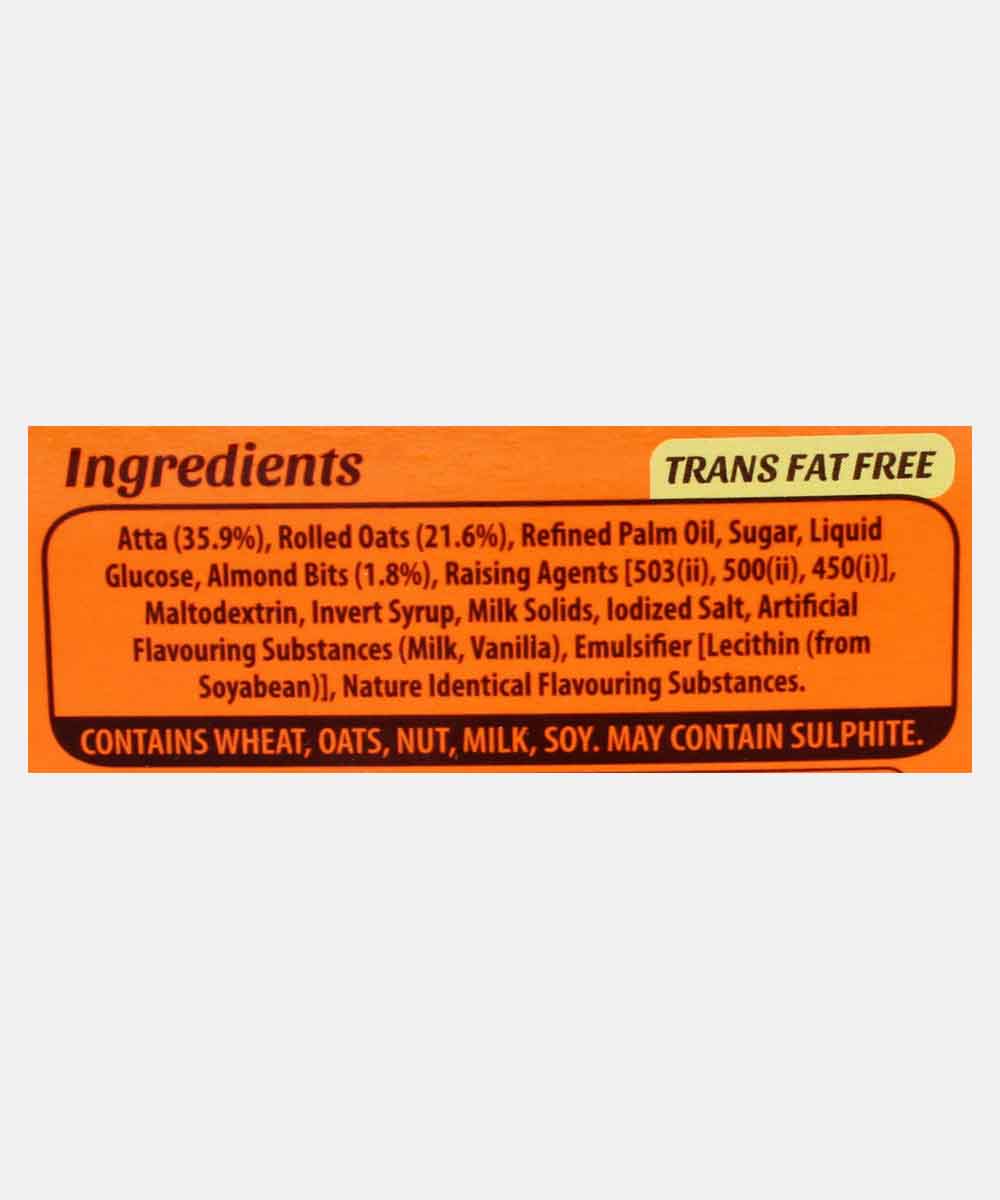 Ingredients
TRANS FAT FREE
Atta (35.9%), Rolled Oats (21.6%), Refined Palm Oil, Sugar, Liquid
Glucose, Almond Bits (1.8%), Raising Agents [503(ii), 500(ii), 450(i)],
Maltodextrin, Invert Syrup, Milk Solids, Iodized Salt, Artificial
Flavouring Substances (Milk, Vanilla), Emulsifier [Lecithin (from
Soyabean)], Nature Identical Flavouring Substances.
CONTAINS WHEAT, OATS, NUT, MILK, SOY. MAY CONTAIN SULPHITE.